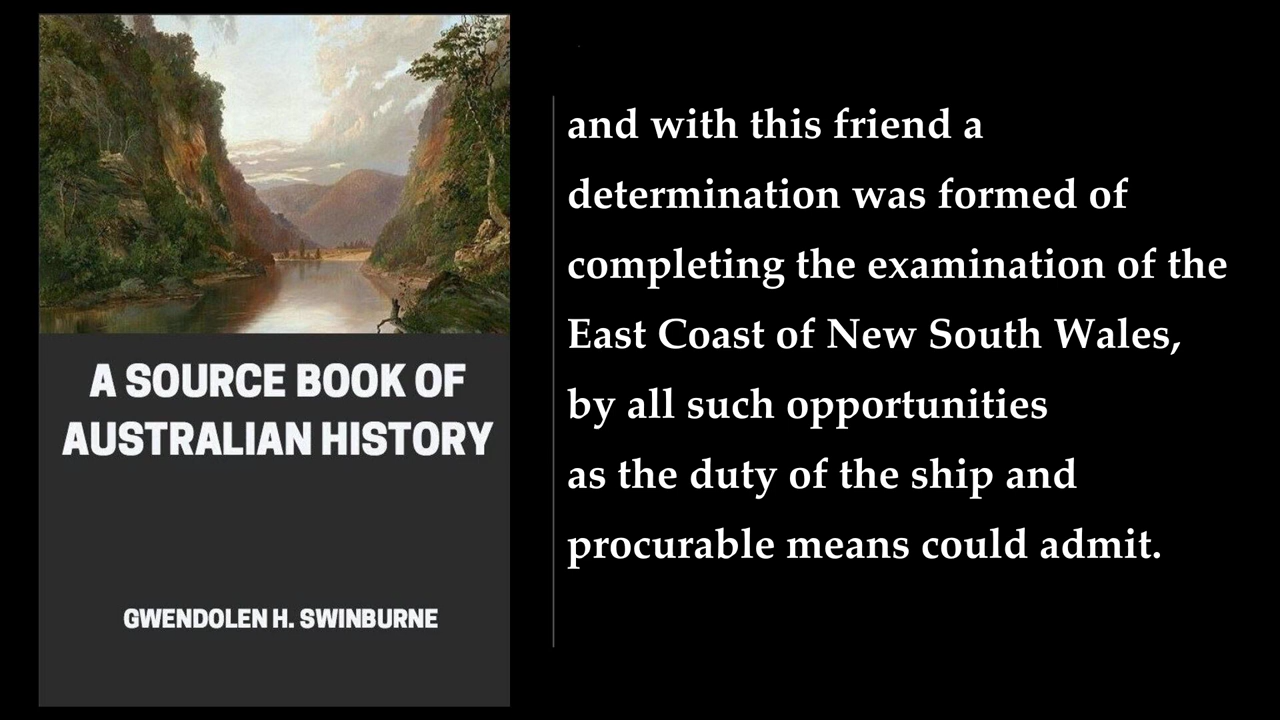 A SOURCE BOOK OF
AUSTRALIAN HISTORY
GWENDOLEN H. SWINBURNE
and with this friend a
determination was formed of
completing the examination of the
East Coast of New South Wales,
by all such opportunities
as the duty of the ship and
procurable means could admit.